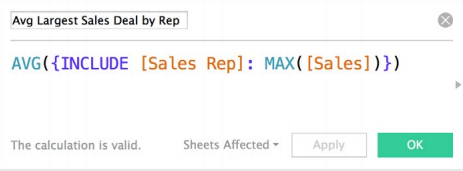 Avg Largest Sales Deal by Rep
AVG({INCLUDE [Sales Rep]: MAX([Sales])})
The calculation is valid. Sheets Affected Apply OK